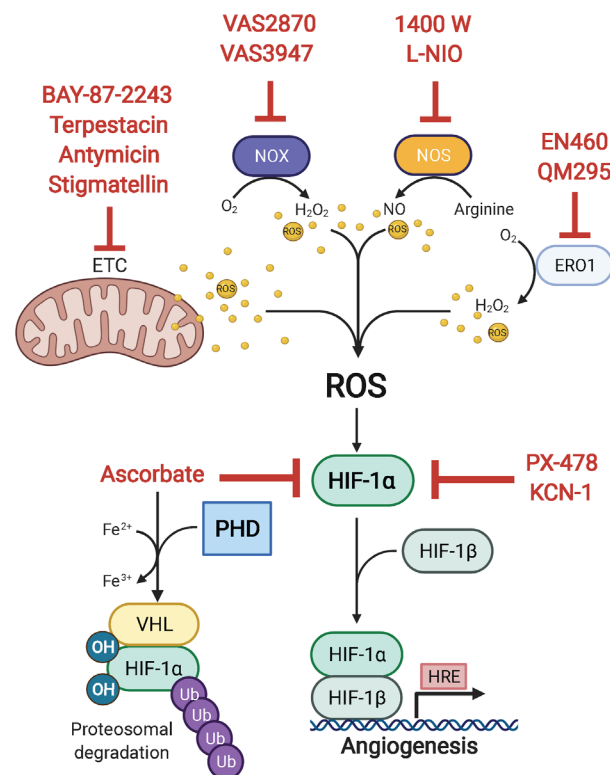 VAS2870
VAS3947
1400 W
L-NIO
BAY-87-2243
Terpestacin
Antymicin
Stigmatellin
EN460
QM295
NOX
NOS
O₂
H₂O₂
NO
Arginine
ROS
ROS
O₂
ERO1
ETC
ROS
H₂O₂
ROS
ROS
Ascorbate
HIF-1α
PX-478
KCN-1
Fe²⁺
PHD
HIF-1β
Fe³⁺
VHL
OH
HIF-1α
OH
Ub
Ub
Ub
Ub
Proteosomal
degradation
HIF-1α
HIF-1β
HRE
Angiogenesis